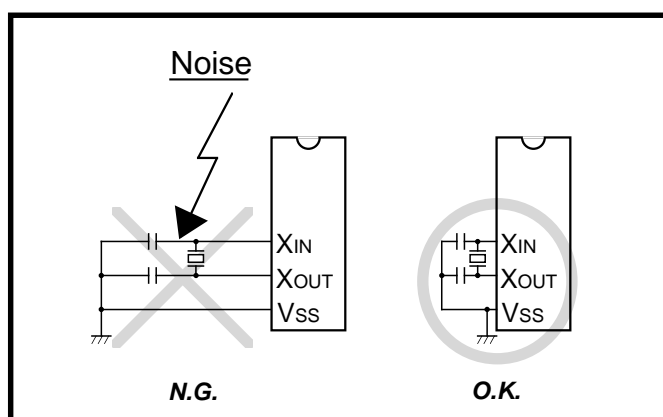 Noise
XIN
XOUT
VSS
N.G.
XIN
XOUT
VSS
O.K.